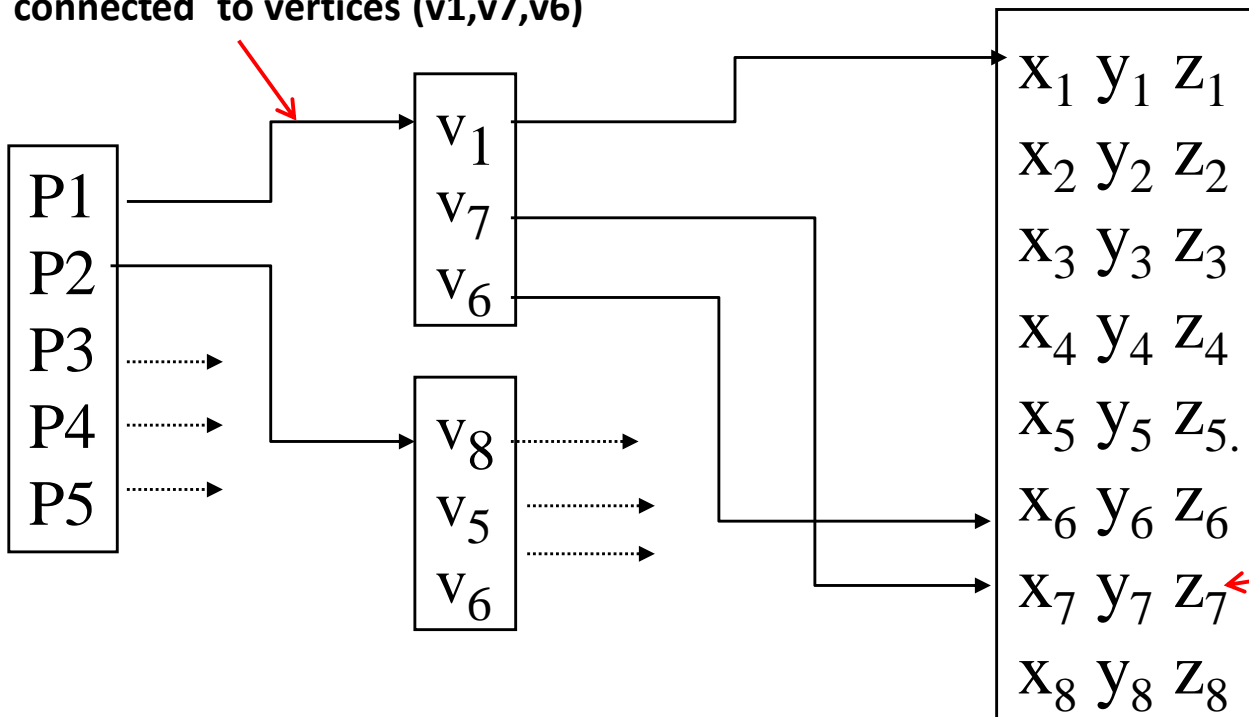 connected to vertices (v1,v7,v6)
P1
P2
P3
P4
P5
v₁
v₇
v₆
v₈
v₅
v₆
x₁ y₁ z₁
x₂ y₂ z₂
x₃ y₃ z₃
x₄ y₄ z₄
x₅ y₅ z₅.
x₆ y₆ z₆
x₇ y₇ z₇
x₈ y₈ z₈